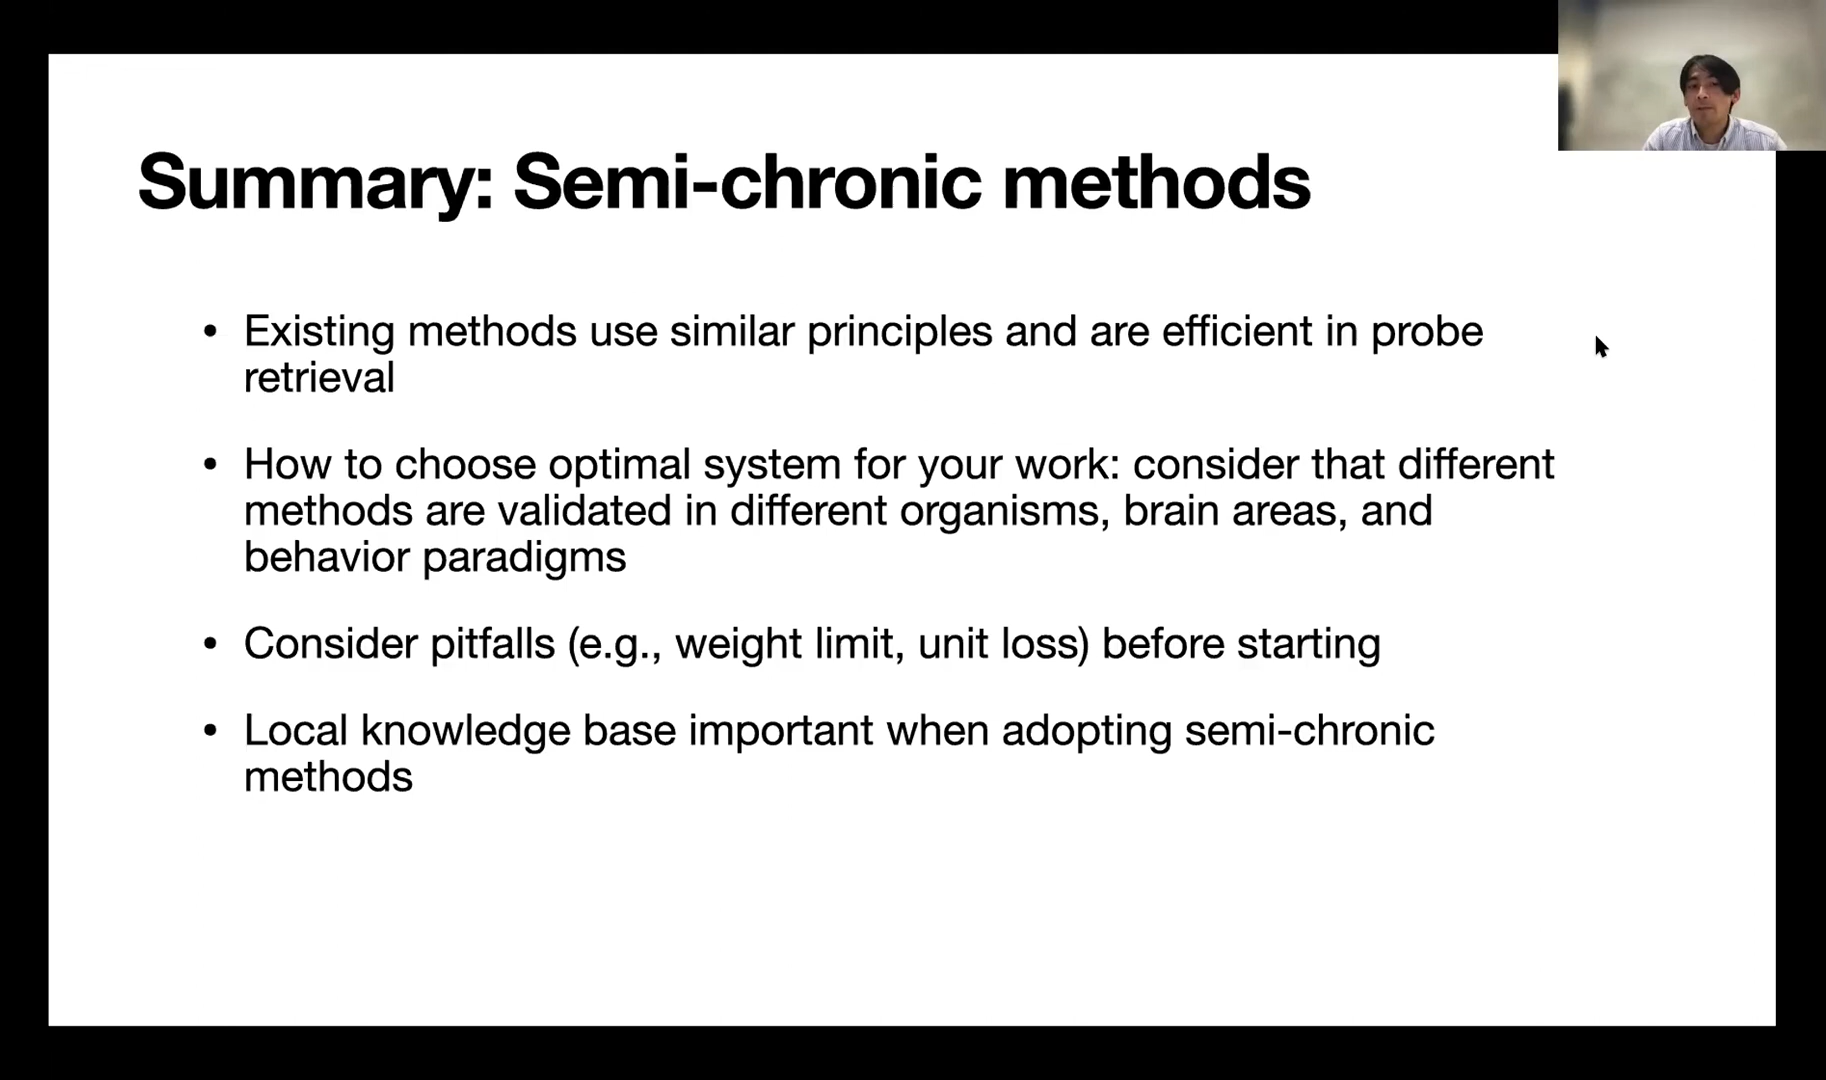 Summary: Semi-chronic methods
• Existing methods use similar principles and are efficient in probe
retrieval
• How to choose optimal system for your work: consider that different
methods are validated in different organisms, brain areas, and
behavior paradigms
• Consider pitfalls (e.g., weight limit, unit loss) before starting
• Local knowledge base important when adopting semi-chronic
methods